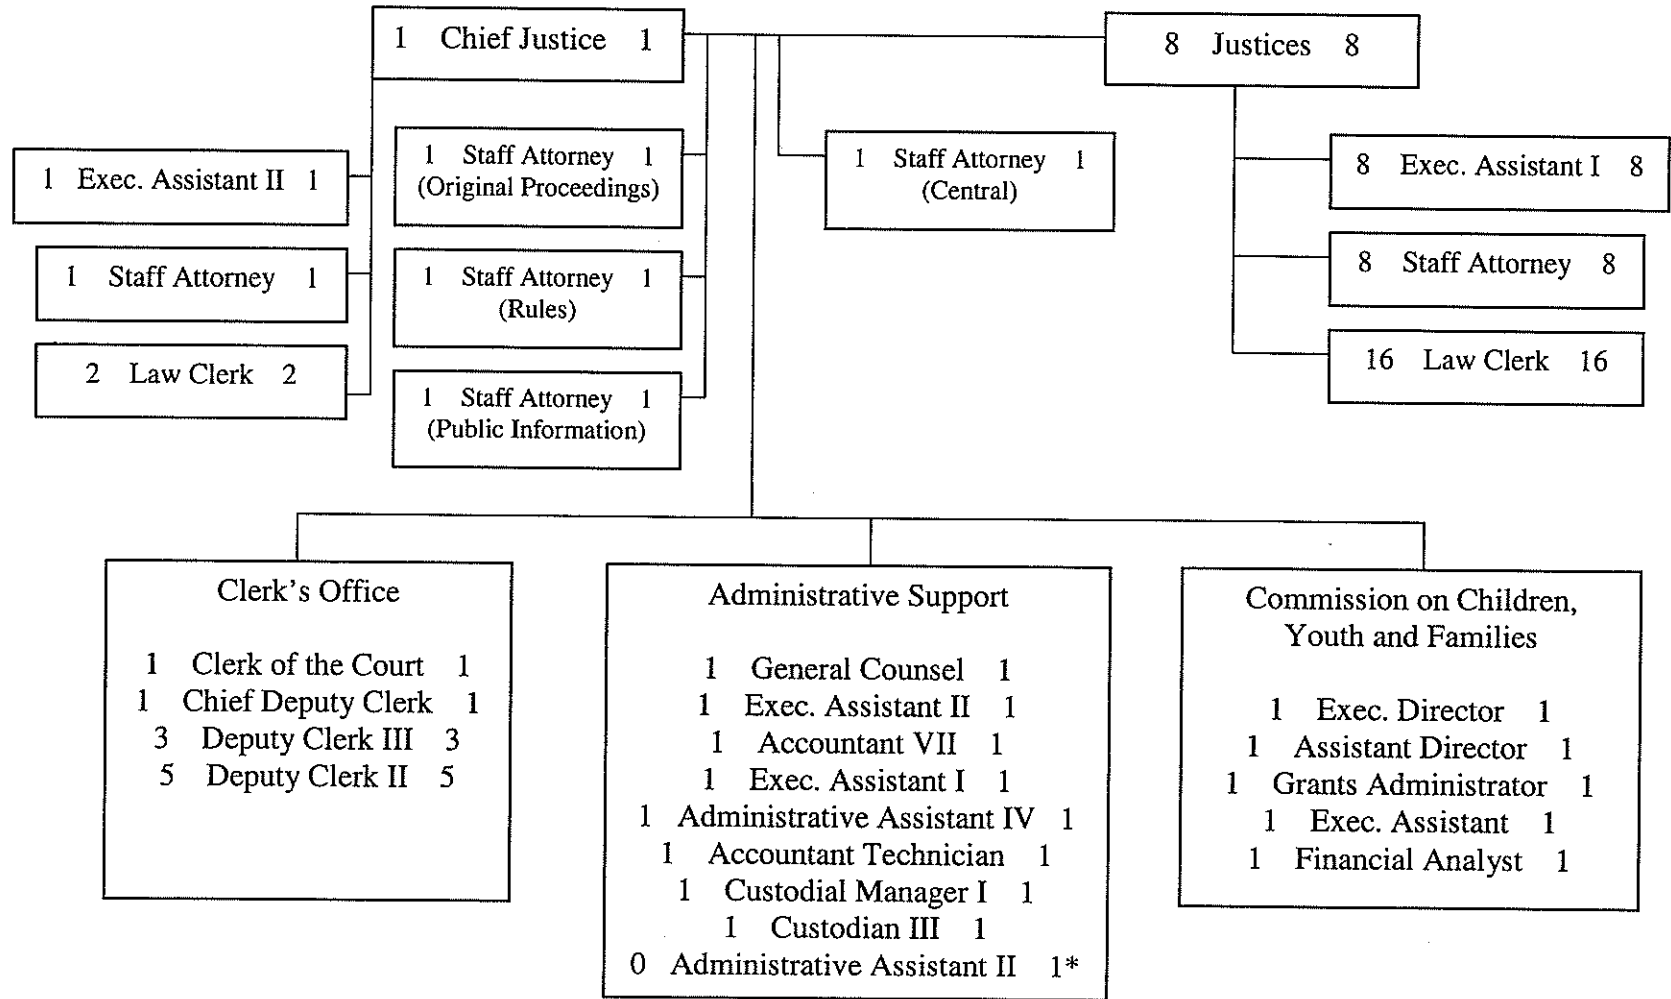 1 Chief Justice 1
8 Justices 8
1 Exec. Assistant II 1
1 Staff Attorney 1
2 Law Clerk 2
1 Staff Attorney 1
(Original Proceedings)
1 Staff Attorney 1
(Rules)
1 Staff Attorney 1
(Public Information)
1 Staff Attorney 1
(Central)
8 Exec. Assistant I 8
8 Staff Attorney 8
16 Law Clerk 16
Clerk's Office
1 Clerk of the Court 1
1 Chief Deputy Clerk 1
3 Deputy Clerk III 3
5 Deputy Clerk II 5
Administrative Support
1 General Counsel 1
1 Exec. Assistant II 1
1 Accountant VII 1
1 Exec. Assistant I 1
1 Administrative Assistant IV 1
1 Accountant Technician 1
1 Custodial Manager I 1
1 Custodian III 1
0 Administrative Assistant II 1*
Commission on Children,
Youth and Families
1 Exec. Director 1
1 Assistant Director 1
1 Grants Administrator 1
1 Exec. Assistant 1
1 Financial Analyst 1